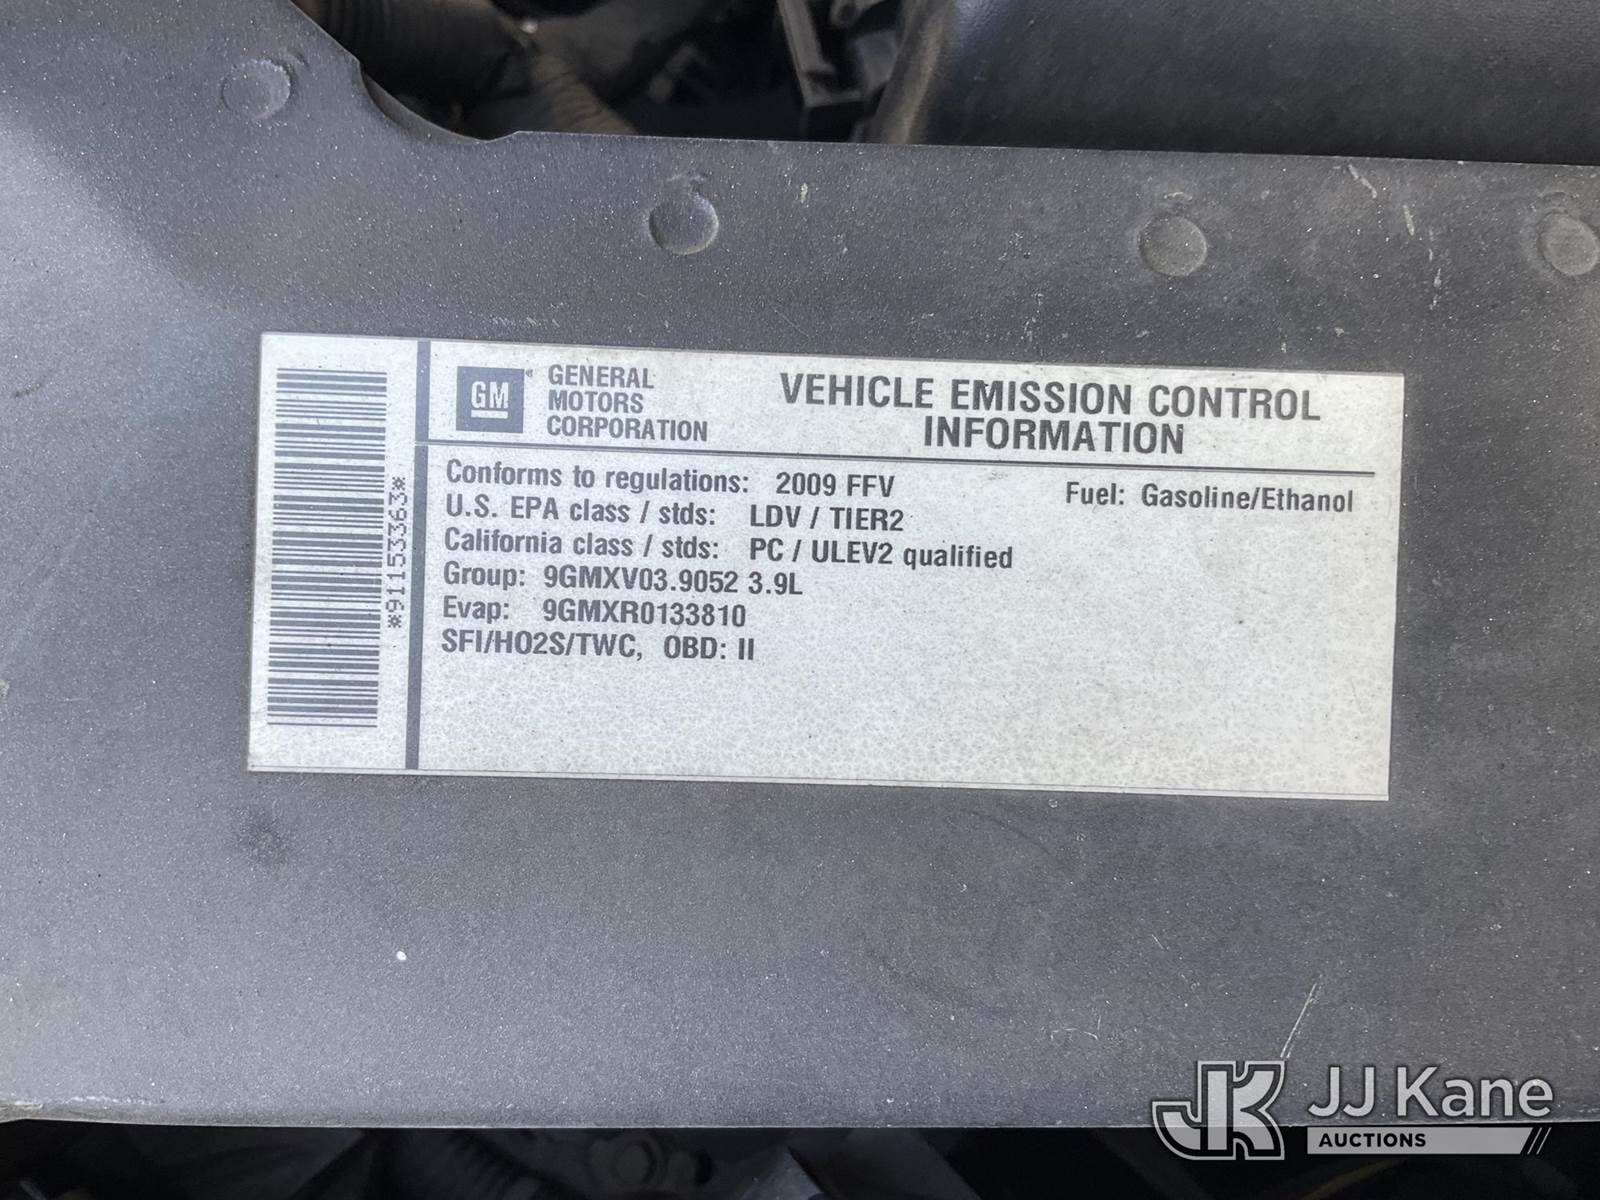 GM
GENERAL
MOTORS
CORPORATION
VEHICLE EMISSION CONTROL
INFORMATION
Conforms to regulations: 2009 FFV
Fuel: Gasoline/Ethanol
U.S. EPA class / stds: LDV / TIER2
California class / stds: PC / ULEV2 qualified
Group: 9GMXV03.9052 3.9L
Evap: 9GMXR0133810
SFI/HO2S/TWC, OBD: II
*91153363*
JK JJ Kane
AUCTIONS